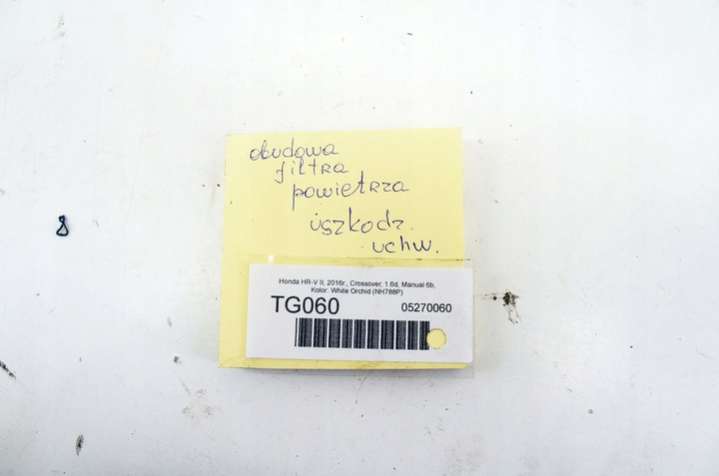 obudowa
filtra
powietrza
uszkodz.
uchw.
Honda HR-V II, 2016r., Crossover, 1.6d, Manual 6b,
Kolor: White Orchid (NH788P)
TG060 05270060